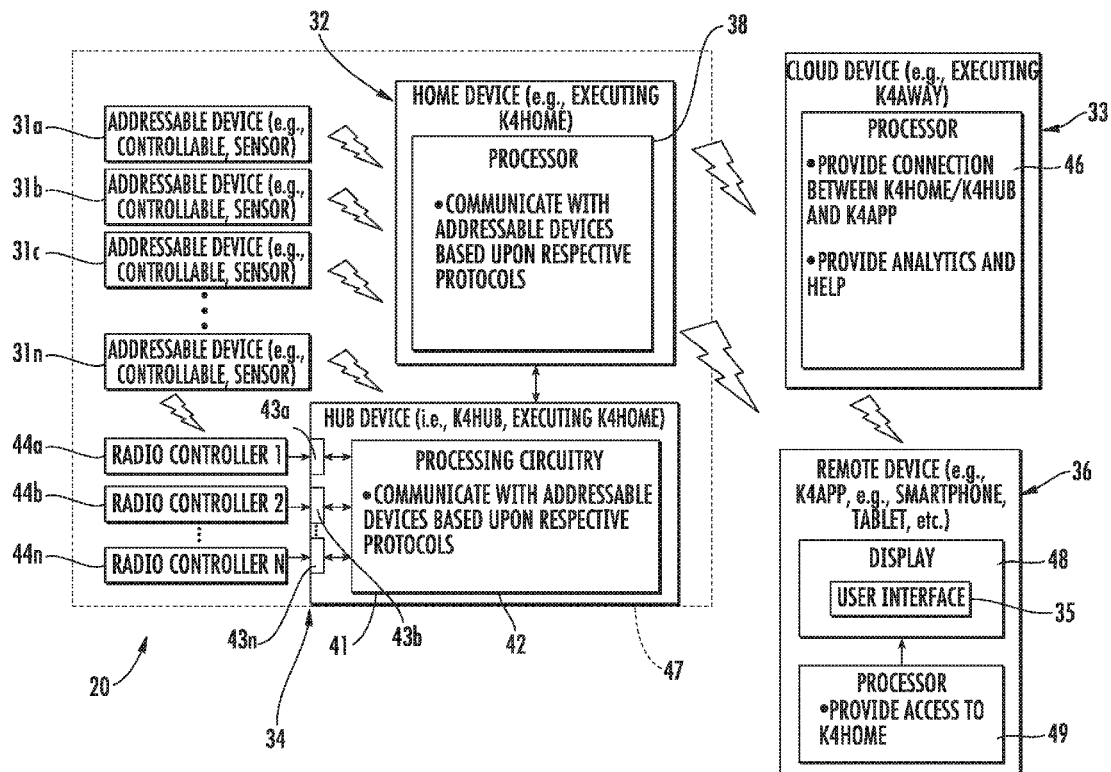 32
38
31a
ADDRESSABLE DEVICE (e.g.,
CONTROLLABLE, SENSOR)
31b
ADDRESSABLE DEVICE (e.g.,
CONTROLLABLE, SENSOR)
31c
ADDRESSABLE DEVICE (e.g.,
CONTROLLABLE, SENSOR)
31n
ADDRESSABLE DEVICE (e.g.,
CONTROLLABLE, SENSOR)
HOME DEVICE (e.g., EXECUTING
K4HOME)
PROCESSOR
•COMMUNICATE WITH
ADDRESSABLE DEVICES
BASED UPON RESPECTIVE
PROTOCOLS
CLOUD DEVICE (e.g., EXECUTING
K4AWAY)
33
PROCESSOR
•PROVIDE CONNECTION
BETWEEN K4HOME/K4HUB
AND K4APP
•PROVIDE ANALYTICS AND
HELP
46
43a
44a
RADIO CONTROLLER 1
44b
RADIO CONTROLLER 2
44n
RADIO CONTROLLER N
HUB DEVICE (i.e., K4HUB, EXECUTING K4HOME)
PROCESSING CIRCUITRY
•COMMUNICATE WITH ADDRESSABLE
DEVICES BASED UPON RESPECTIVE
PROTOCOLS
43n
41
43b
42
47
20
34
REMOTE DEVICE (e.g.,
K4APP, e.g., SMARTPHONE,
TABLET, etc.)
36
DISPLAY
48
USER INTERFACE
35
PROCESSOR
•PROVIDE ACCESS TO
K4HOME
49